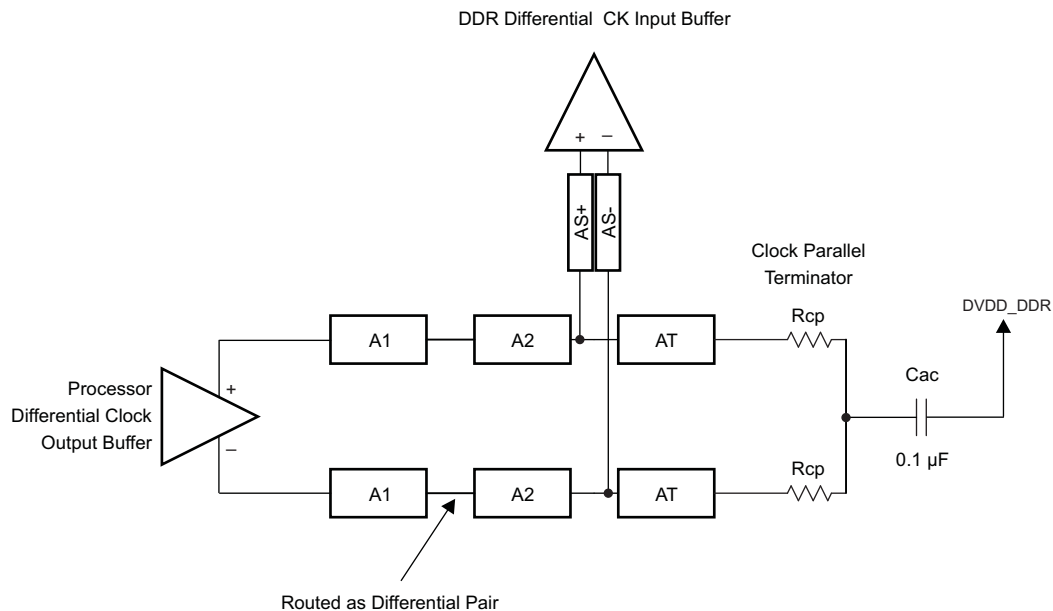 DDR Differential CK Input Buffer
+ −
AS+ AS-
Clock Parallel
Terminator
DVDD_DDR
Rcp
A1 A2 AT
Cac
Processor
Differential Clock
Output Buffer
+
−
0.1 µF
Rcp
A1 A2 AT
Routed as Differential Pair